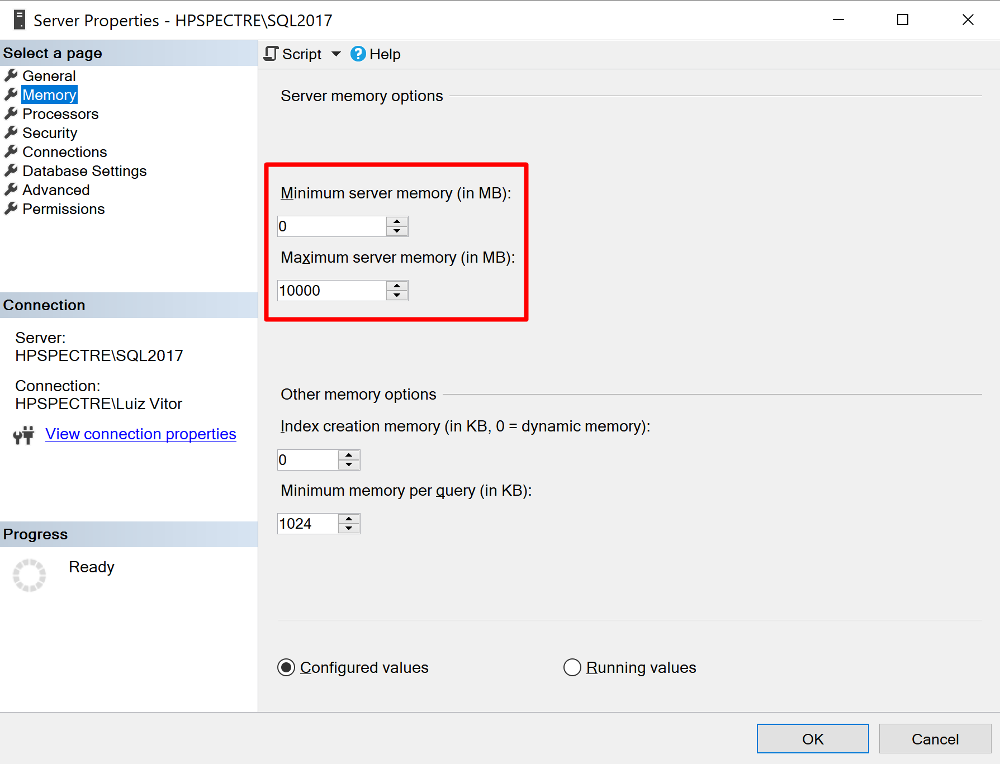 Server Properties - HPSPECTRE\SQL2017
Select a page
General
Memory
Processors
Security
Connections
Database Settings
Advanced
Permissions
Connection
Server:
HPSPECTRE\SQL2017
Connection:
HPSPECTRE\Luiz Vitor
View connection properties
Progress
Ready
Script
? Help
Server memory options
Minimum server memory (in MB):
0
Maximum server memory (in MB):
10000
Other memory options
Index creation memory (in KB, 0 = dynamic memory):
0
Minimum memory per query (in KB):
1024
Configured values
Running values
OK
Cancel